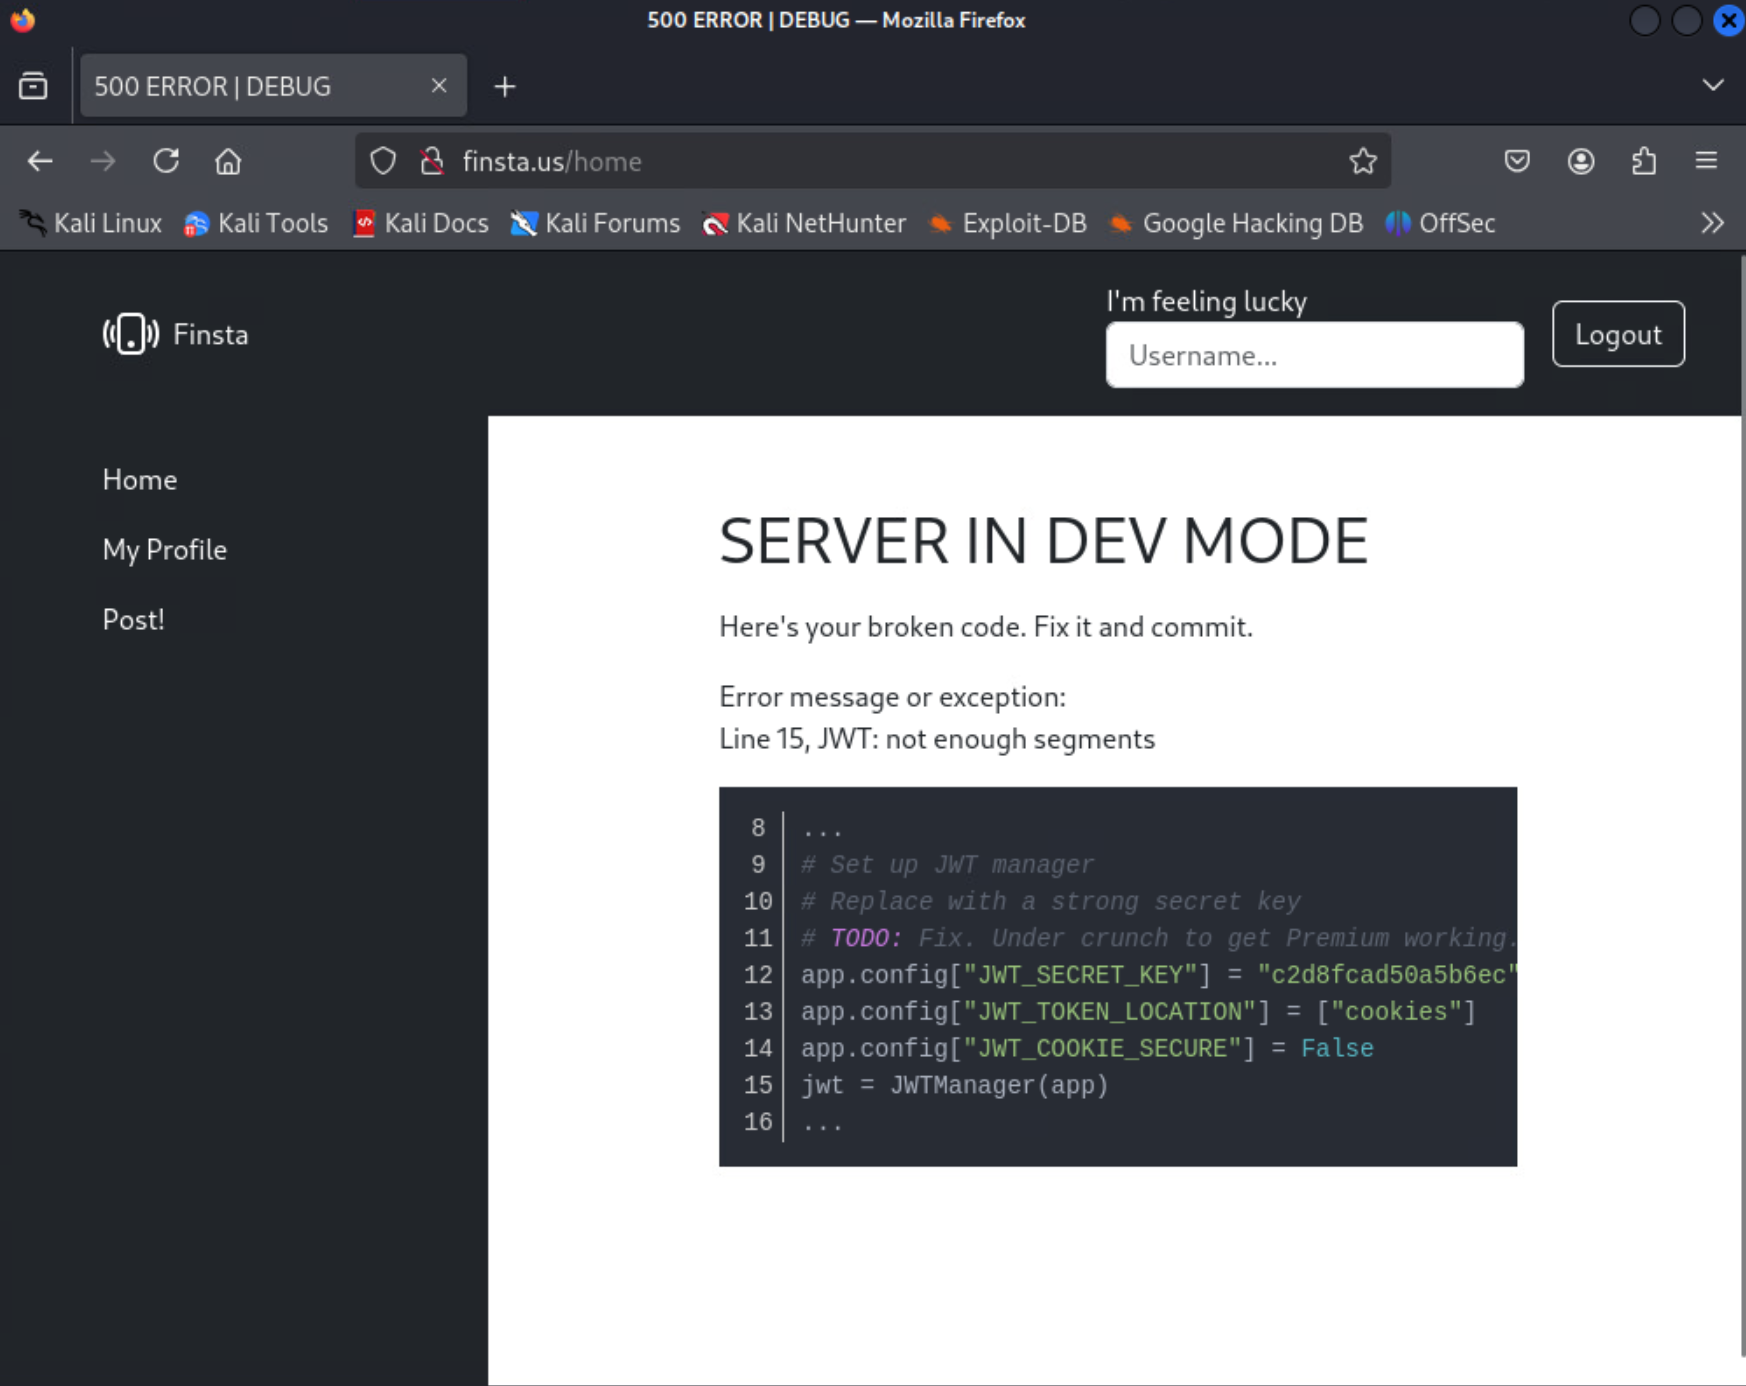 500 ERROR | DEBUG — Mozilla Firefox
500 ERROR | DEBUG
finsta.us/home
Kali Linux Kali Tools Kali Docs Kali Forums Kali NetHunter Exploit-DB Google Hacking DB OffSec
I'm feeling lucky
Finsta
Username...
Logout
Home
My Profile
Post!
SERVER IN DEV MODE
Here's your broken code. Fix it and commit.
Error message or exception:
Line 15, JWT: not enough segments
8 ...
9 # Set up JWT manager
10 # Replace with a strong secret key
11 # TODO: Fix. Under crunch to get Premium working.
12 app.config["JWT_SECRET_KEY"] = "c2d8fcad50a5b6ec"
13 app.config["JWT_TOKEN_LOCATION"] = ["cookies"]
14 app.config["JWT_COOKIE_SECURE"] = False
15 jwt = JWTManager(app)
16 ...